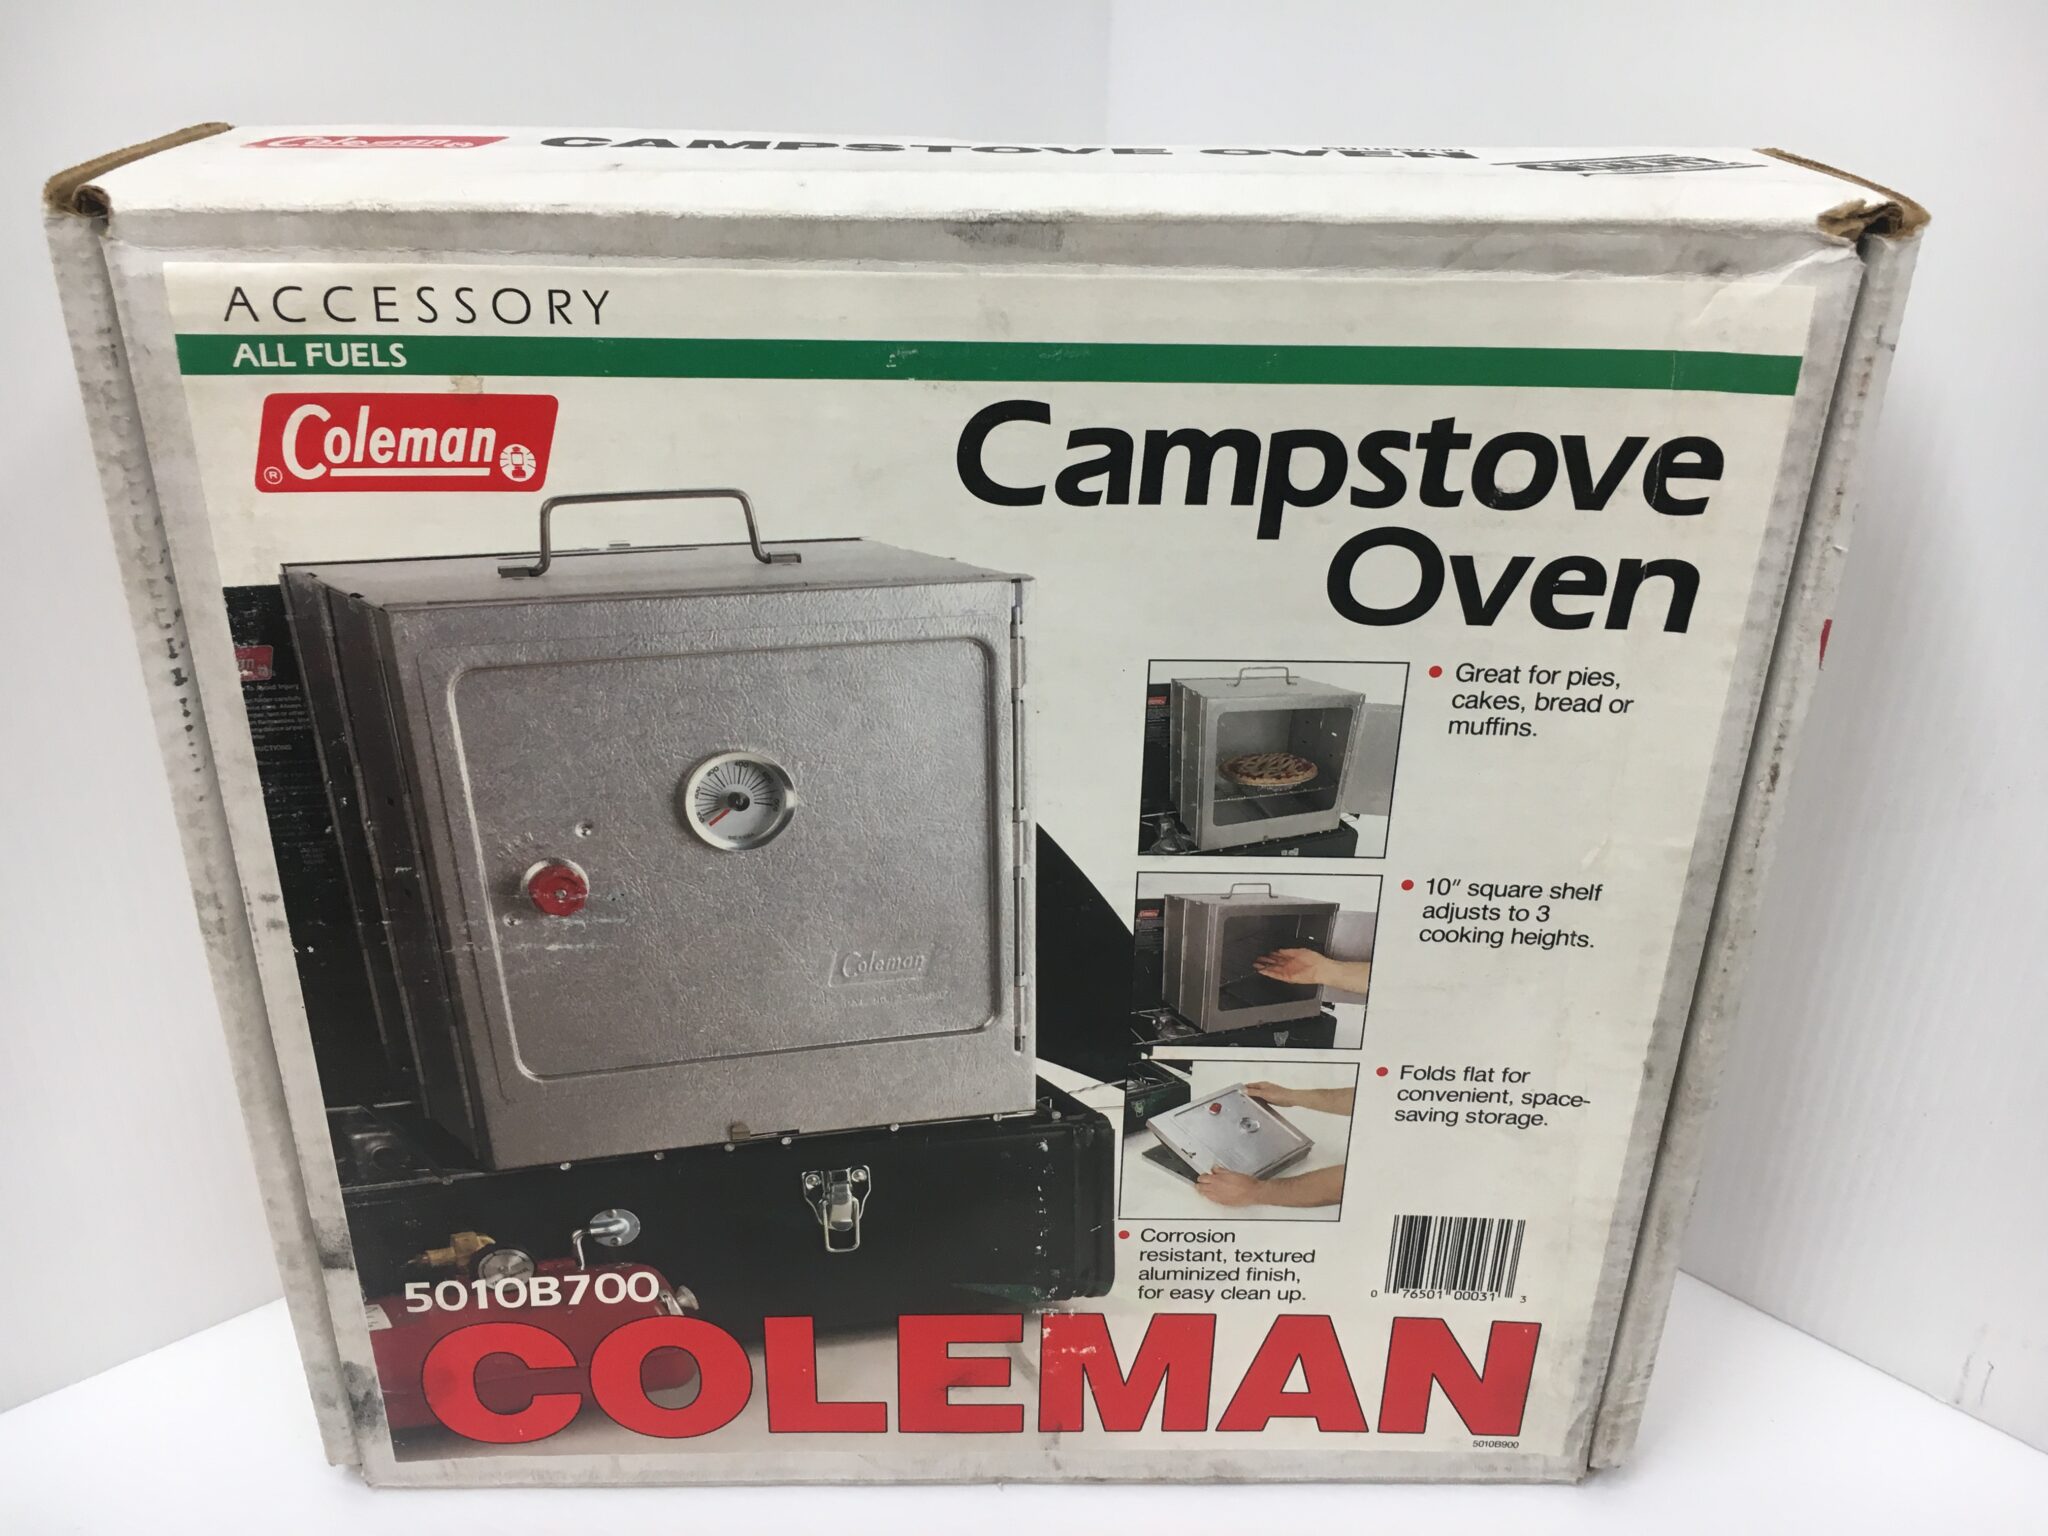 Coleman CAMPSTOVE OVEN
ACCESSORY
ALL FUELS
Coleman ®
Campstove
Oven
• Great for pies,
cakes, bread or
muffins.
• 10" square shelf
adjusts to 3
cooking heights.
• Folds flat for
convenient, space-
saving storage.
• Corrosion
resistant, textured
aluminized finish,
for easy clean up.
Coleman
0 76501 00031 3
5010B700
COLEMAN
5010B900